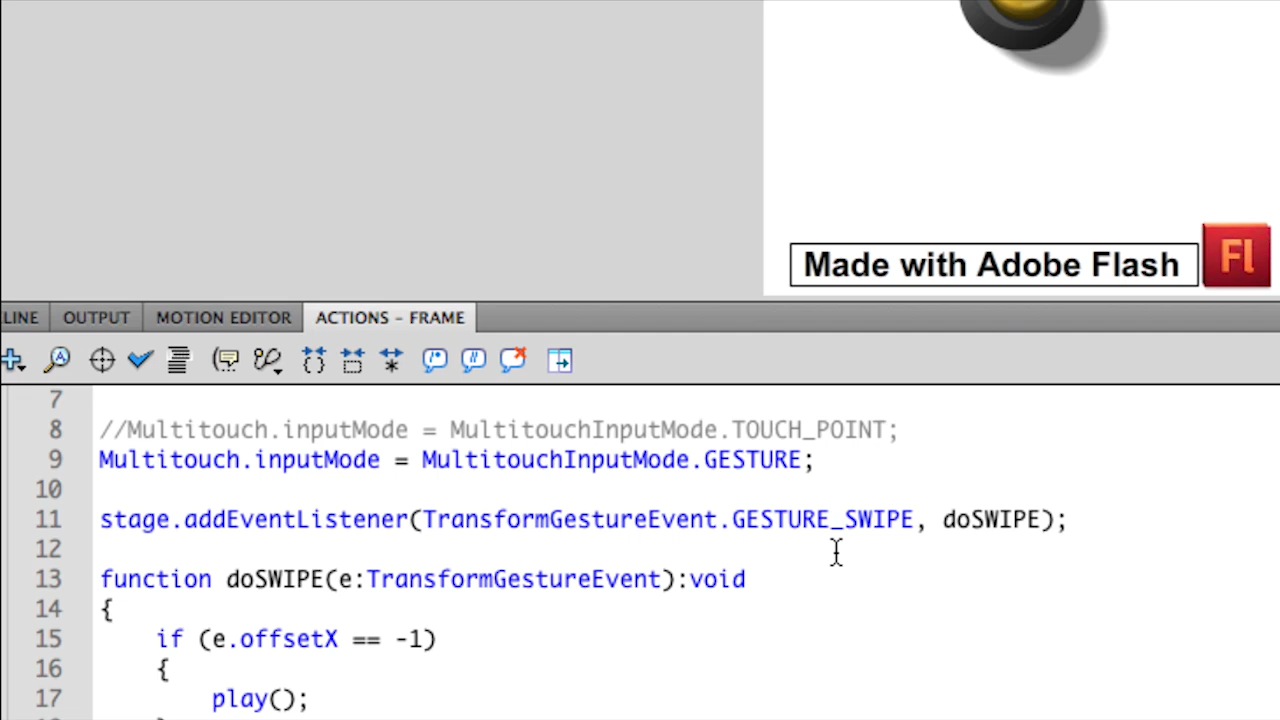 Made with Adobe Flash
Fl
LINE OUTPUT MOTION EDITOR ACTIONS – FRAME
7
8 //Multitouch.inputMode = MultitouchInputMode.TOUCH_POINT;
9 Multitouch.inputMode = MultitouchInputMode.GESTURE;
10
11 stage.addEventListener(TransformGestureEvent.GESTURE_SWIPE, doSWIPE);
12
13 function doSWIPE(e:TransformGestureEvent):void
14 {
15 if (e.offsetX == -1)
16 {
17 play();